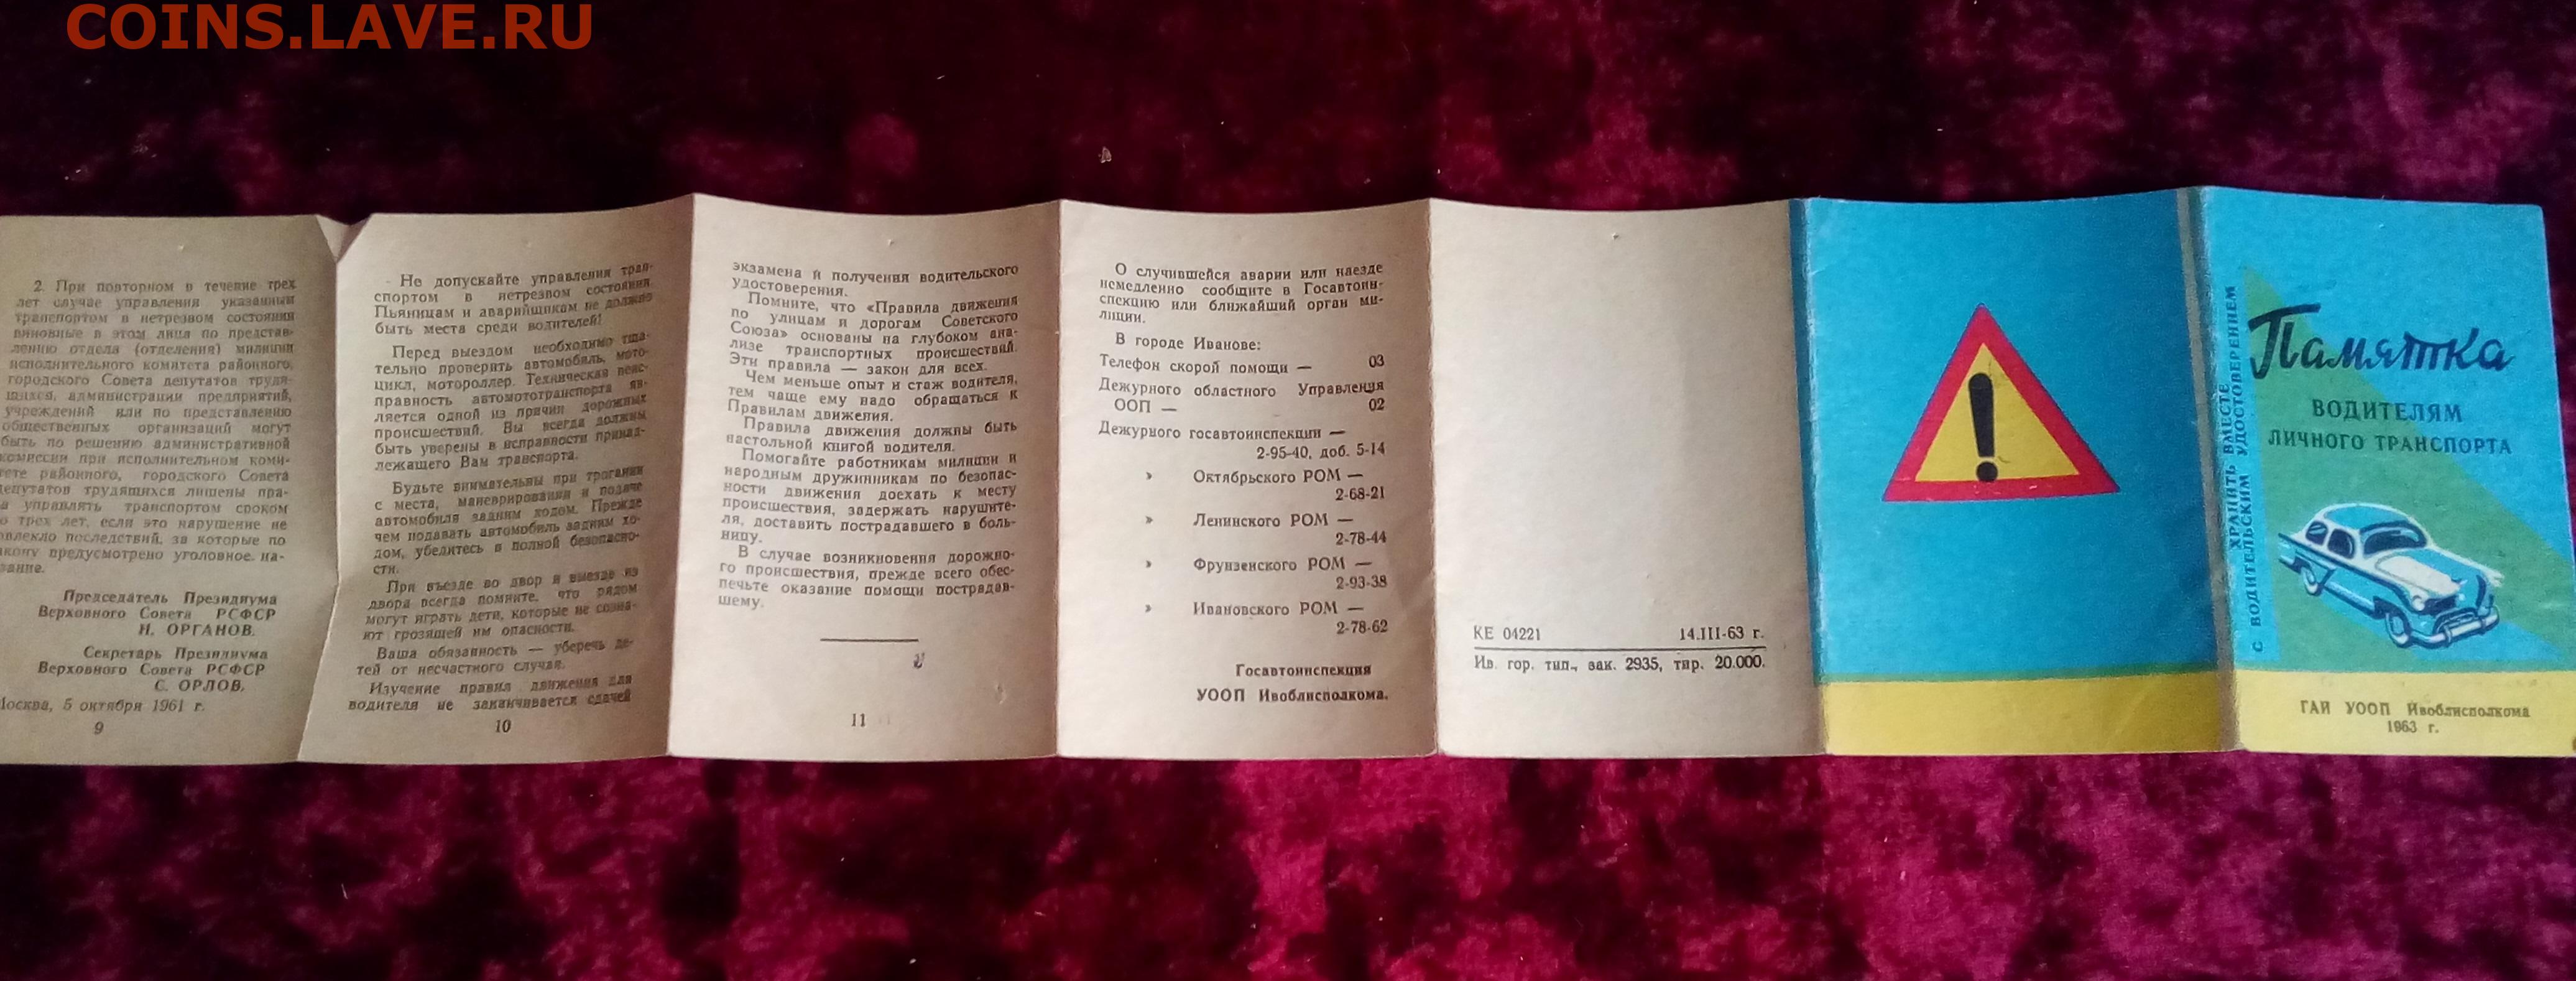 COINS.LAVE.RU
2. При повторном в течение трех
лет случае управления указанным
транспортом в нетрезвом состоянии
виновные в этом лица по представ-
лению отдела (отделения) милиции
исполнительного комитета районного,
городского Совета депутатов трудя-
щихся, администрации предприятий,
учреждений или по представлению
общественных организаций могут
быть по решению административной
комиссии при исполнительном коми-
тете районного, городского Совета
депутатов трудящихся лишены пра-
ва управлять транспортом сроком
до трех лет, если это нарушение не
повлекло последствий, за которые по
закону предусмотрено уголовное на-
казание.
Председатель Президиума
Верховного Совета РСФСР
Н. ОРГАНОВ.
Секретарь Президиума
Верховного Совета РСФСР
С. ОРЛОВ.
Москва, 5 октября 1961 г.
9
Не допускайте управления тран-
спортом в нетрезвом состоянии.
Пьяницам и аварийщикам не должно
быть места среди водителей!
Перед выездом необходимо тща-
тельно проверить автомобиль, мото-
цикл, мотороллер. Техническая неис-
правность автомототранспорта яв-
ляется одной из причин дорожных
происшествий. Вы всегда должны
быть уверены в исправности принад-
лежащего Вам транспорта.
Будьте внимательны при трогании
с места, маневрировании и подаче
автомобиля задним ходом. Прежде
чем подавать автомобиль задним хо-
дом, убедитесь в полной безопасно-
сти.
При въезде во двор и выезде из
двора всегда помните, что рядом
могут играть дети, которые не созна-
ют грозящей им опасности.
Ваша обязанность — уберечь де-
тей от несчастного случая.
Изучение правил движения для
водителя не заканчивается сдачей
10
экзамена и получения водительского
удостоверения.
Помните, что «Правила движения
по улицам и дорогам Советского
Союза» основаны на глубоком ана-
лизе транспортных происшествий.
Эти правила — закон для всех.
Чем меньше опыт и стаж водителя,
тем чаще ему надо обращаться к
Правилам движения.
Правила движения должны быть
настольной книгой водителя.
Помогайте работникам милиции и
народным дружинникам по безопас-
ности движения доехать к месту
происшествия, задержать нарушите-
ля, доставить пострадавшего в боль-
ницу.
В случае возникновения дорожно-
го происшествия, прежде всего обес-
печьте оказание помощи пострадав-
шему.
11
О случившейся аварии или наезде
немедленно сообщите в Госавтоин-
спекцию или ближайший орган ми-
лиции.
В городе Иванове:
Телефон скорой помощи — 03
Дежурного областного Управления
ООП — 02
Дежурного госавтоинспекции —
2-95-40, доб. 5-14
» Октябрьского РОМ —
2-68-21
» Ленинского РОМ —
2-78-44
» Фрунзенского РОМ —
2-93-38
» Ивановского РОМ —
2-78-62
Госавтоинспекция
УООП Ивоблисполкома.
КЕ 04221 14.III-63 г.
Ив. гор. тип., зак. 2935, тир. 20.000.
ХРАНИТЬ ВМЕСТЕ
С ВОДИТЕЛЬСКИМ УДОСТОВЕРЕНИЕМ
Памятка
ВОДИТЕЛЯМ
ЛИЧНОГО ТРАНСПОРТА
ГАИ УООП Ивоблисполкома
1963 г.